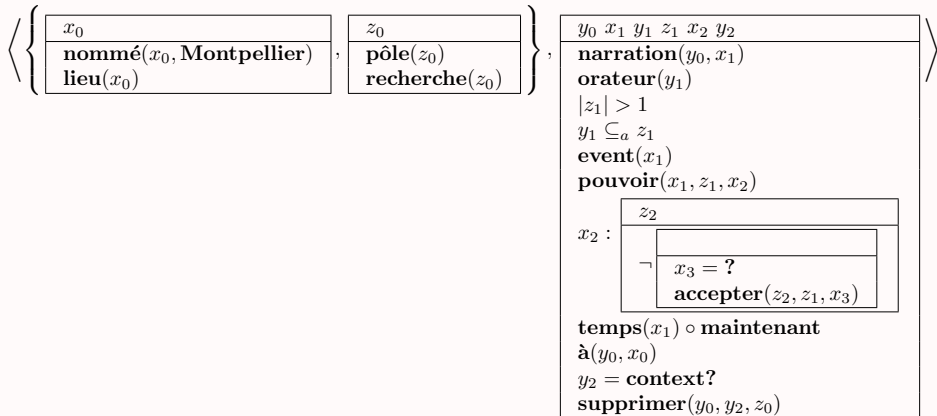 ⟨{ x₀ , z₀ } , y₀ x₁ y₁ z₁ x₂ y₂ ⟩
nommé(x₀, Montpellier) pôle(z₀) narration(y₀, x₁)
lieu(x₀) recherche(z₀) orateur(y₁)
|z₁| > 1
y₁ ⊆ₐ z₁
event(x₁)
pouvoir(x₁, z₁, x₂)
z₂
x₂ :
¬
x₃ = ?
accepter(z₂, z₁, x₃)
temps(x₁) ∘ maintenant
à(y₀, x₀)
y₂ = context?
supprimer(y₀, y₂, z₀)